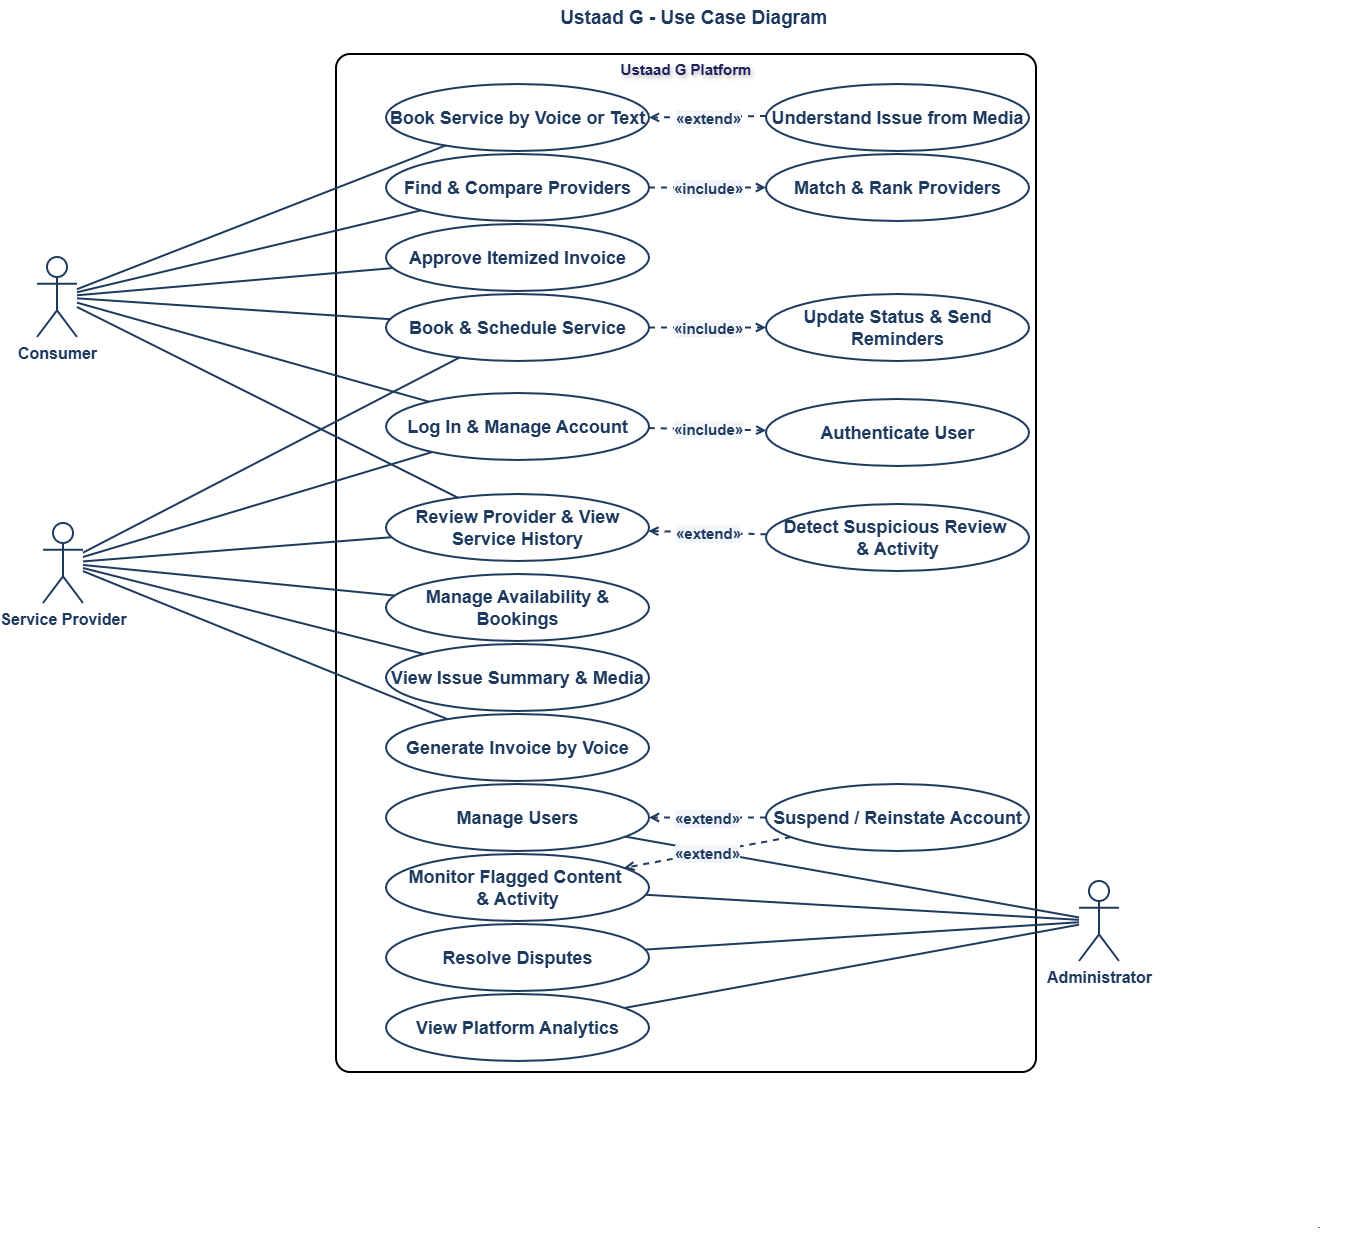 Ustaad G - Use Case Diagram
Ustaad G Platform
Book Service by Voice or Text
«extend»
Understand Issue from Media
Find & Compare Providers
«include»
Match & Rank Providers
Approve Itemized Invoice
Book & Schedule Service
«include»
Update Status & Send
Reminders
Consumer
Log In & Manage Account
«include»
Authenticate User
Review Provider & View
Service History
«extend»
Detect Suspicious Review
& Activity
Service Provider
Manage Availability &
Bookings
View Issue Summary & Media
Generate Invoice by Voice
Manage Users
«extend»
Suspend / Reinstate Account
«extend»
Monitor Flagged Content
& Activity
Resolve Disputes
Administrator
View Platform Analytics